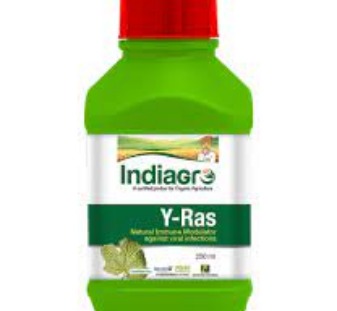 Indiagro
A certified product for Organic Agriculture
Y-Ras
Natural Immune Modulator
against viral infections
250 ml